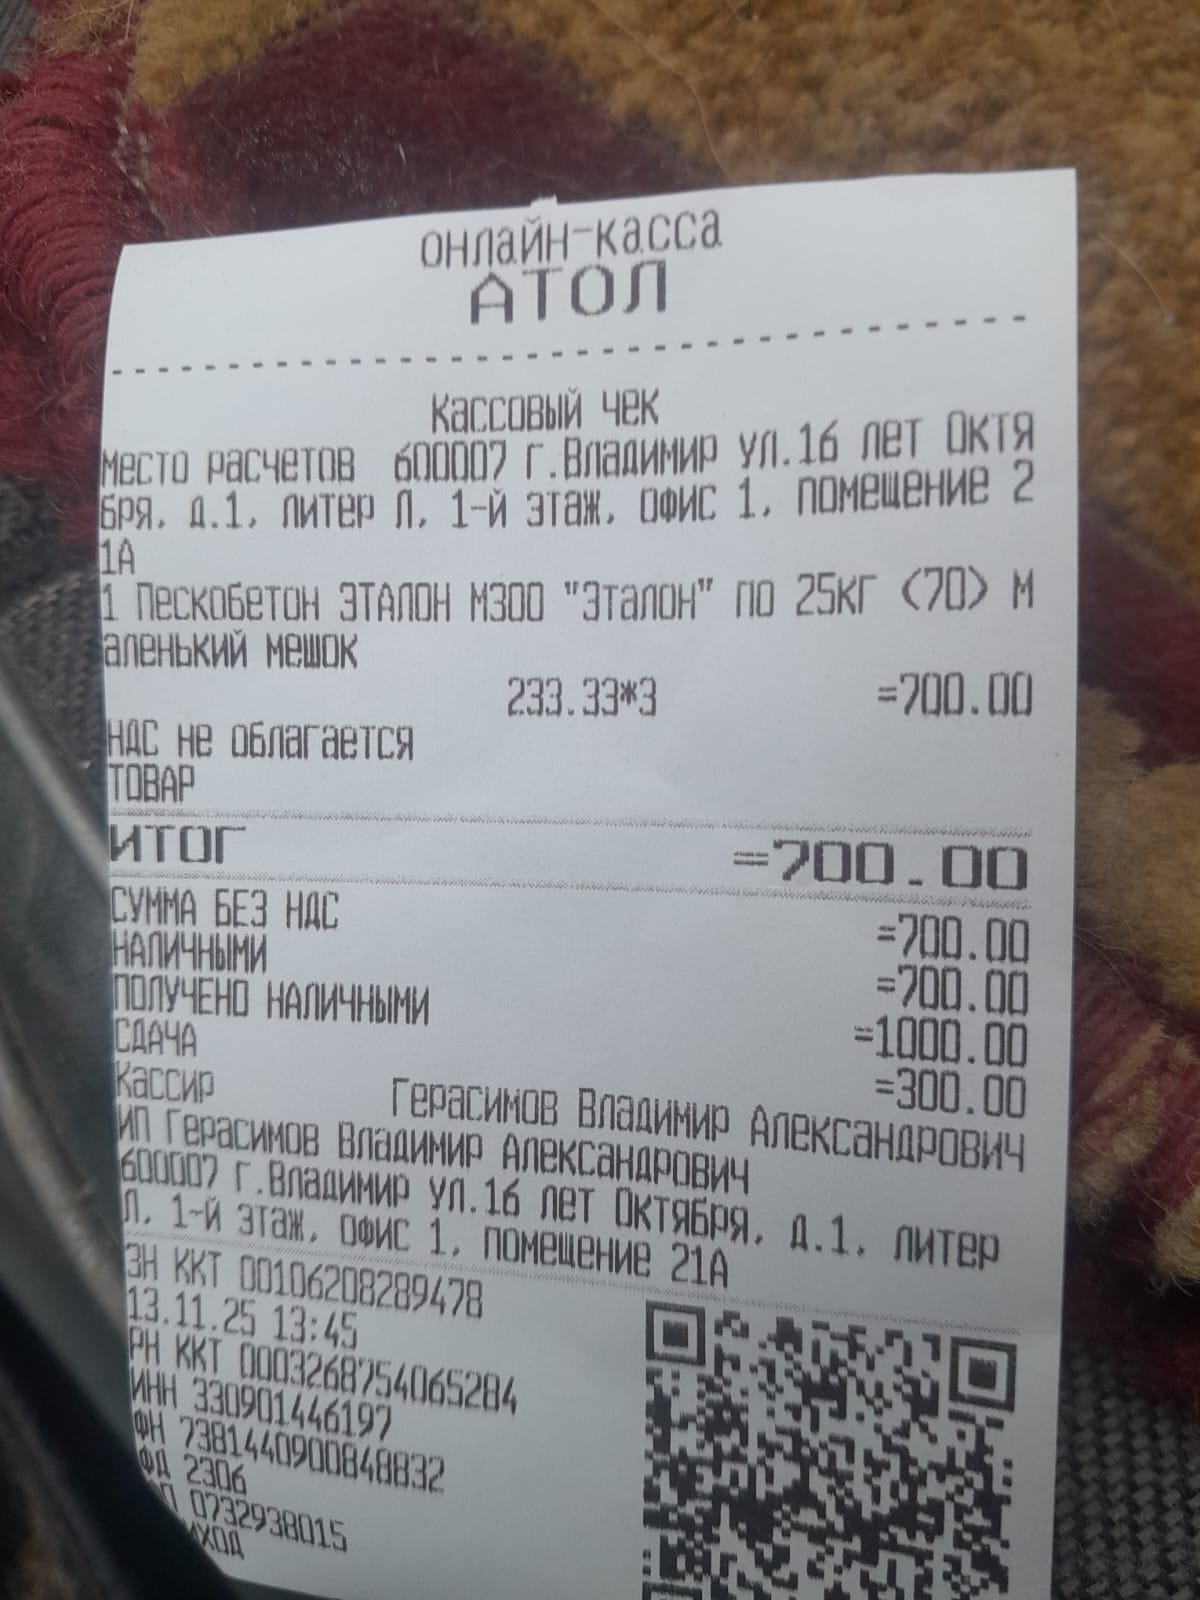 онлайн-касса
АТОЛ
Кассовый чек
Место расчетов 600007 г.Владимир ул.16 лет Октя
бря, д.1, литер Л, 1-й этаж, офис 1, помещение 2
1А
1 Пескобетон ЭТАЛОН М300 "Эталон" по 25кг <70> М
аленький мешок
233.33*3 =700.00
НДС не облагается
ТОВАР
ИТОГ =700.00
СУММА БЕЗ НДС =700.00
НАЛИЧНЫМИ =700.00
ПОЛУЧЕНО НАЛИЧНЫМИ =1000.00
СДАЧА =300.00
Кассир Герасимов Владимир Александрович
ИП Герасимов Владимир Александрович
600007 г.Владимир ул.16 лет Октября, д.1, литер
Л, 1-й этаж, офис 1, помещение 21А
ЗН ККТ 00106208289478
13.11.25 13:45
РН ККТ 0003268754065284
ИНН 330901446197
ФН 7381440900848832
ФД 2306
0732938015